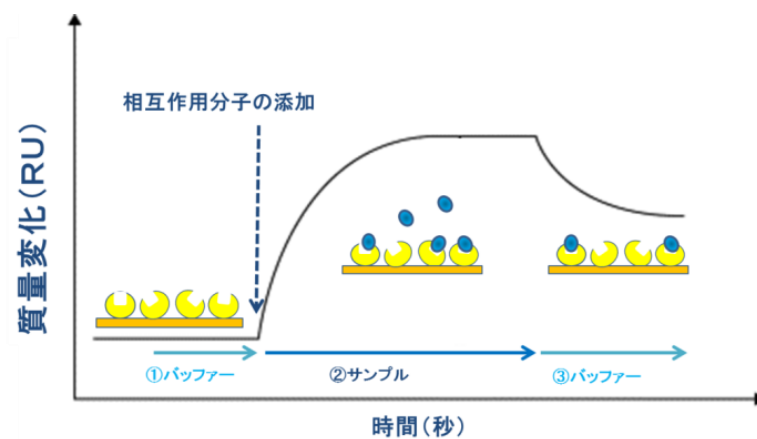 相互作用分子の添加
質量変化(RU)
①バッファー
②サンプル
③バッファー
時間(秒)